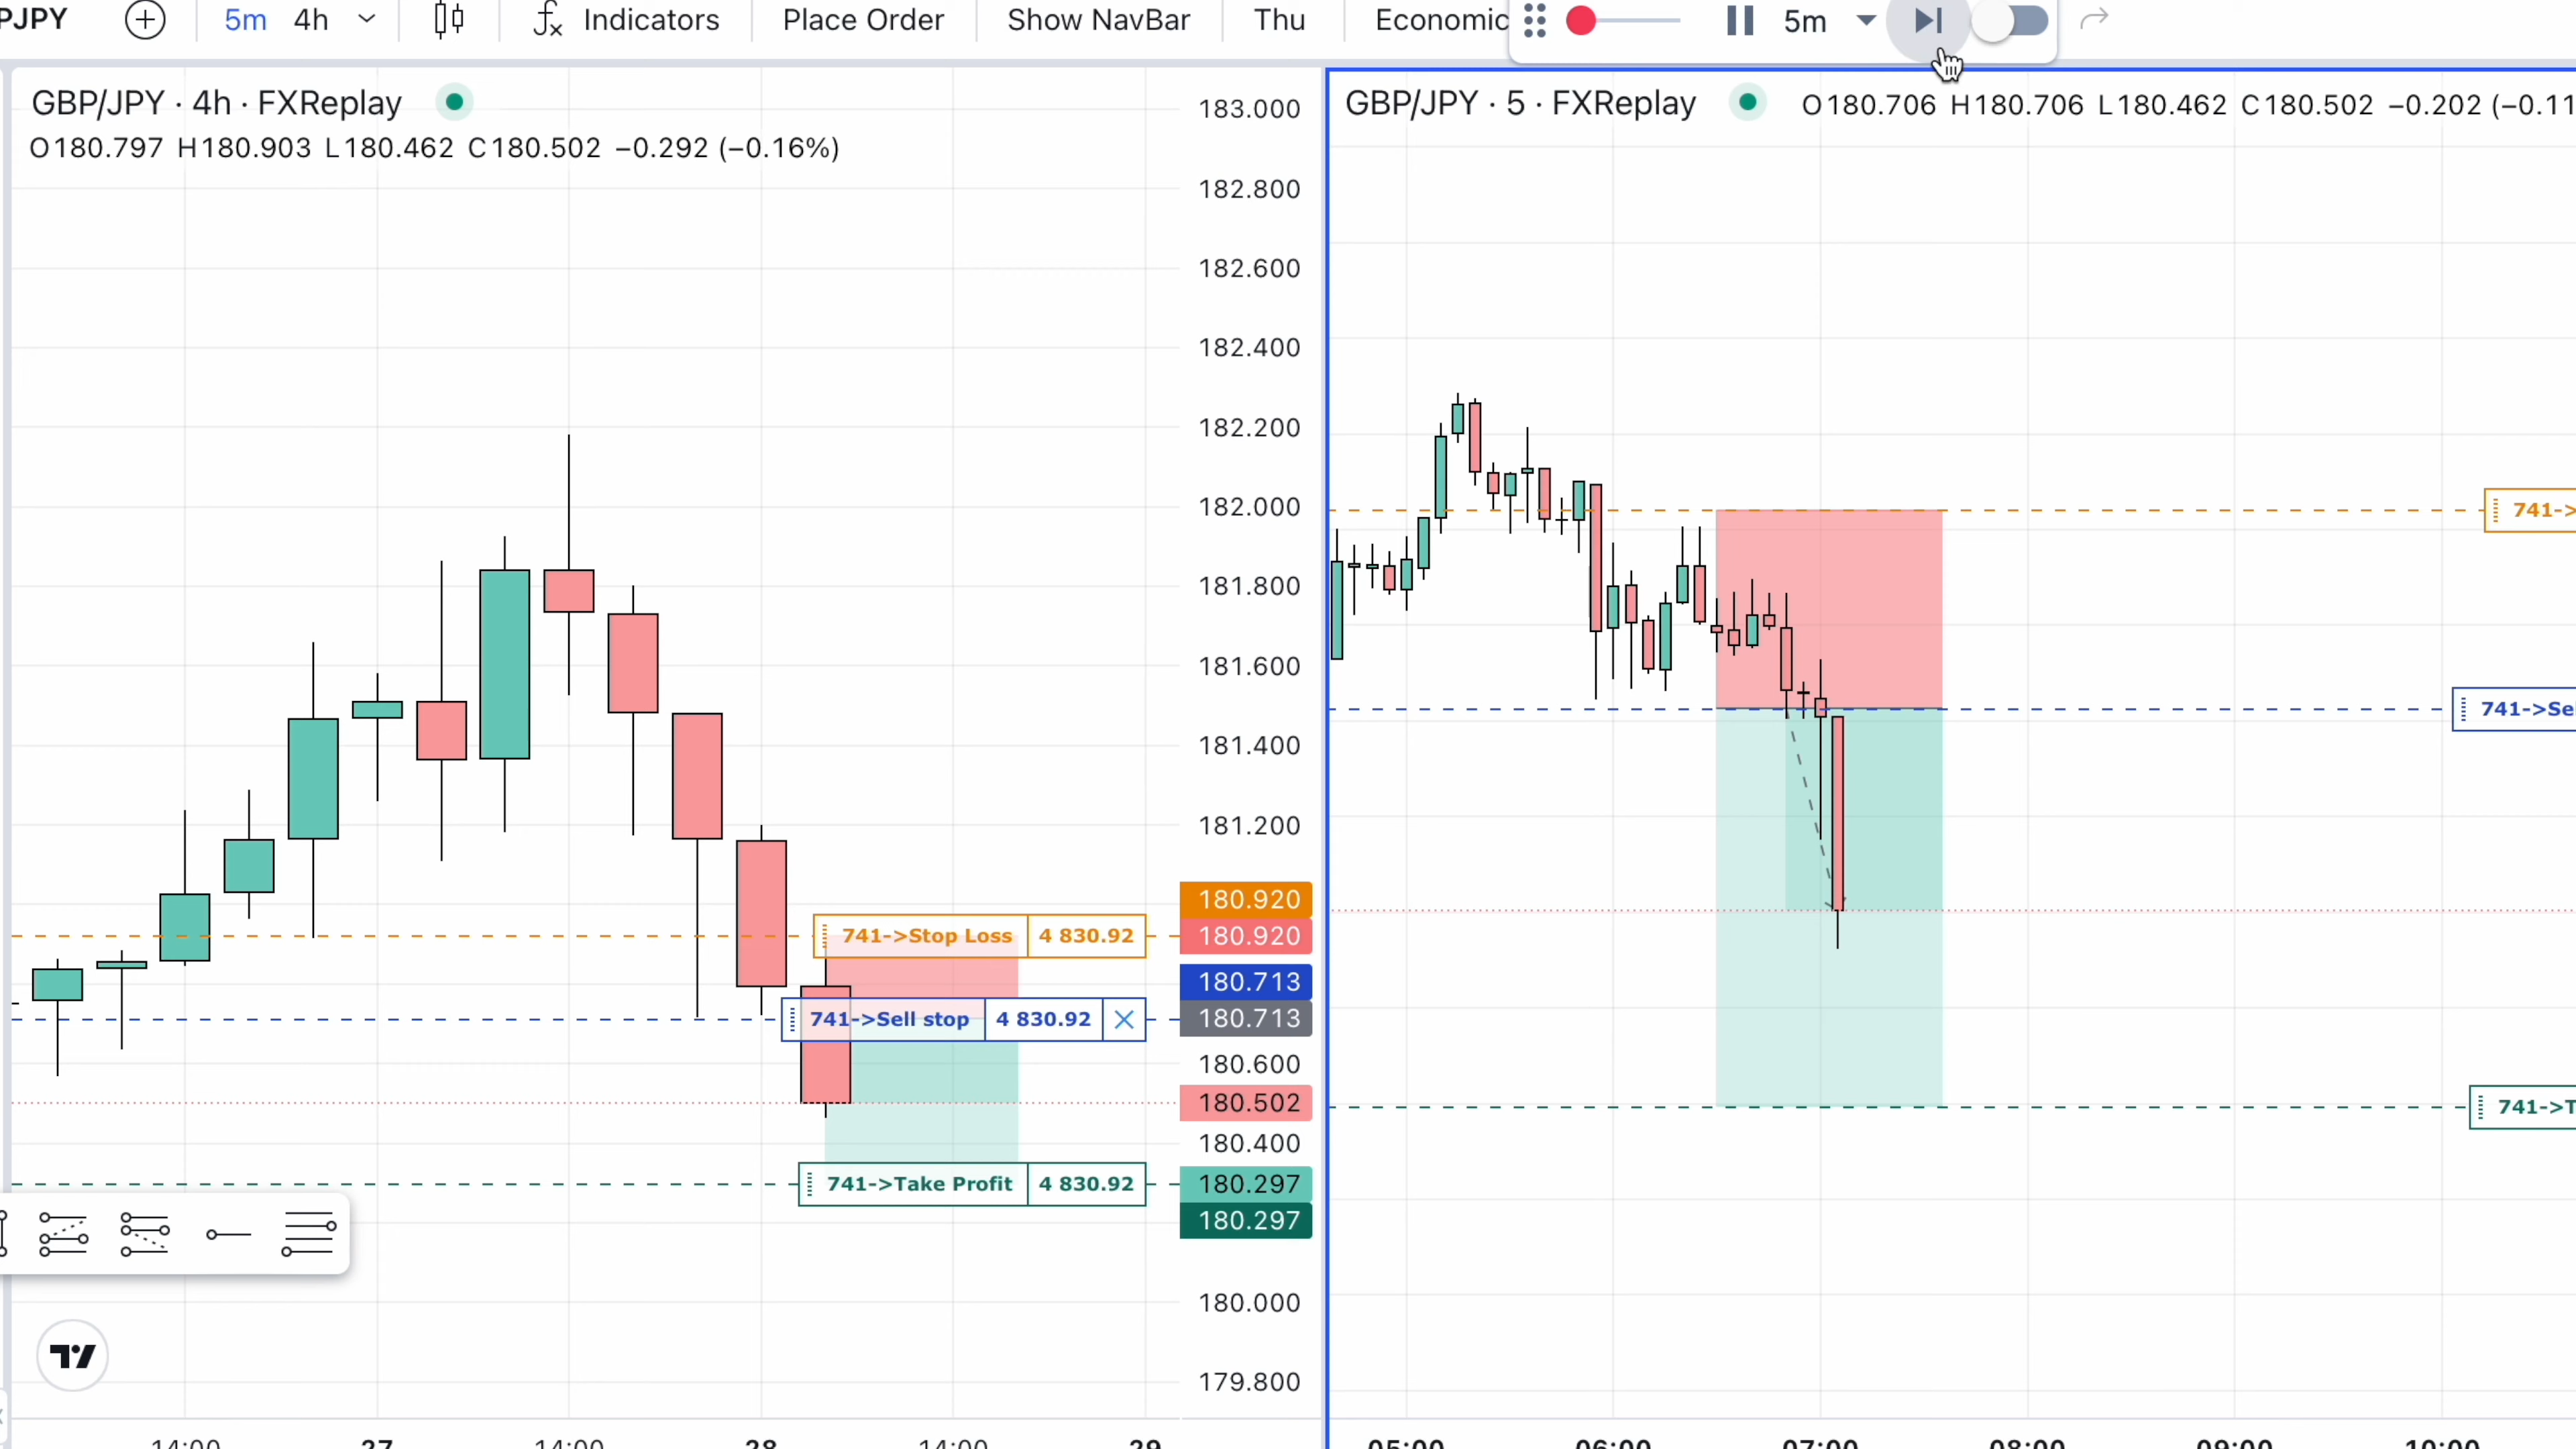 PJPY 5m 4h Indicators Place Order Show NavBar Thu Economic 5m
GBP/JPY · 4h · FXReplay
O180.797 H180.903 L180.462 C180.502 −0.292 (−0.16%)
183.000
182.800
182.600
182.400
182.200
182.000
181.800
181.600
181.400
181.200
180.920
180.920
180.713
180.713
180.600
180.502
180.400
180.297
180.297
180.000
179.800
741->Stop Loss 4 830.92
741->Sell stop 4 830.92
741->Take Profit 4 830.92
14:00 27 14:00 28 14:00 29
GBP/JPY · 5 · FXReplay O180.706 H180.706 L180.462 C180.502 −0.202 (−0.11
741->
741->Se
741->T
05:00 06:00 07:00 08:00 09:00 10:00